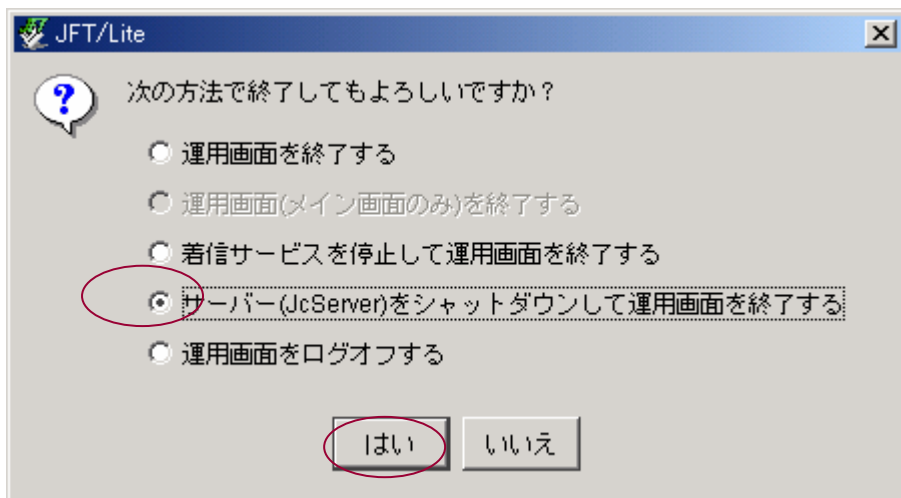 JFT/Lite
?
次の方法で終了してもよろしいですか？
運用画面を終了する
運用画面(メイン画面のみ)を終了する
着信サービスを停止して運用画面を終了する
サーバー(JcServer)をシャットダウンして運用画面を終了する
運用画面をログオフする
はい いいえ